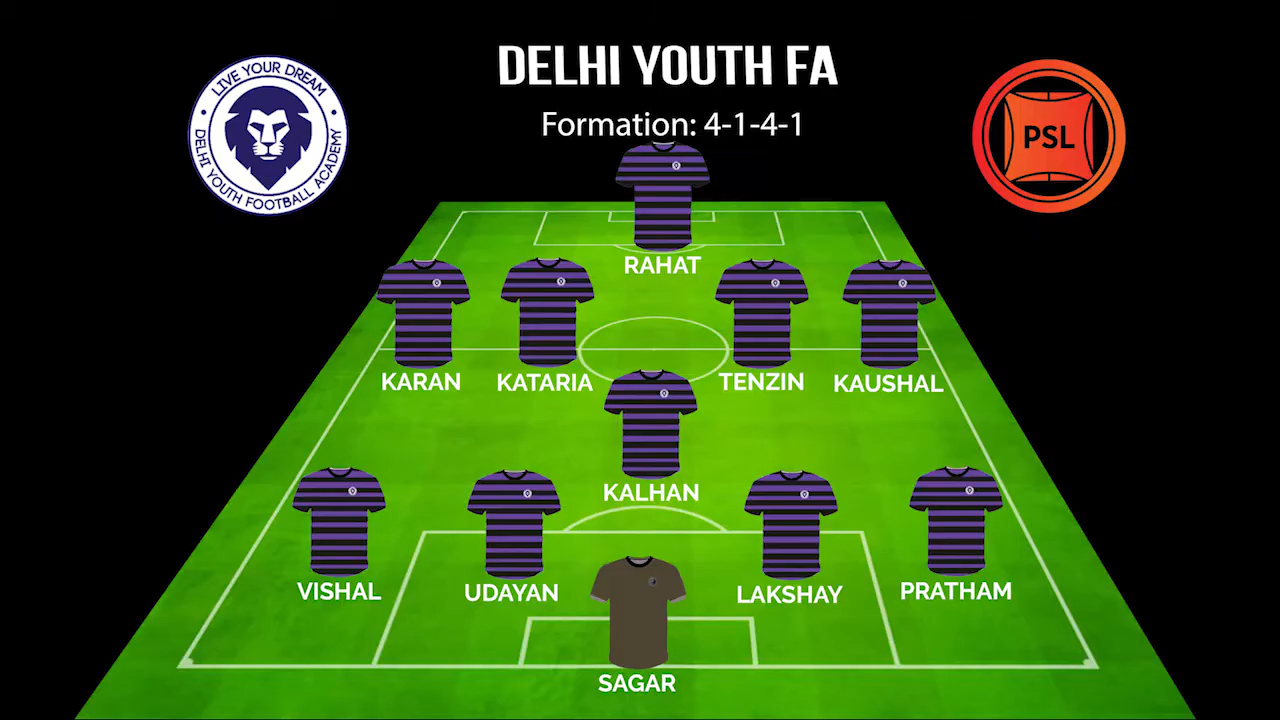 LIVE YOUR DREAM
DELHI YOUTH FOOTBALL ACADEMY
DELHI YOUTH FA
Formation: 4-1-4-1
PSL
RAHAT
KARAN KATARIA TENZIN KAUSHAL
KALHAN
VISHAL UDAYAN LAKSHAY PRATHAM
SAGAR